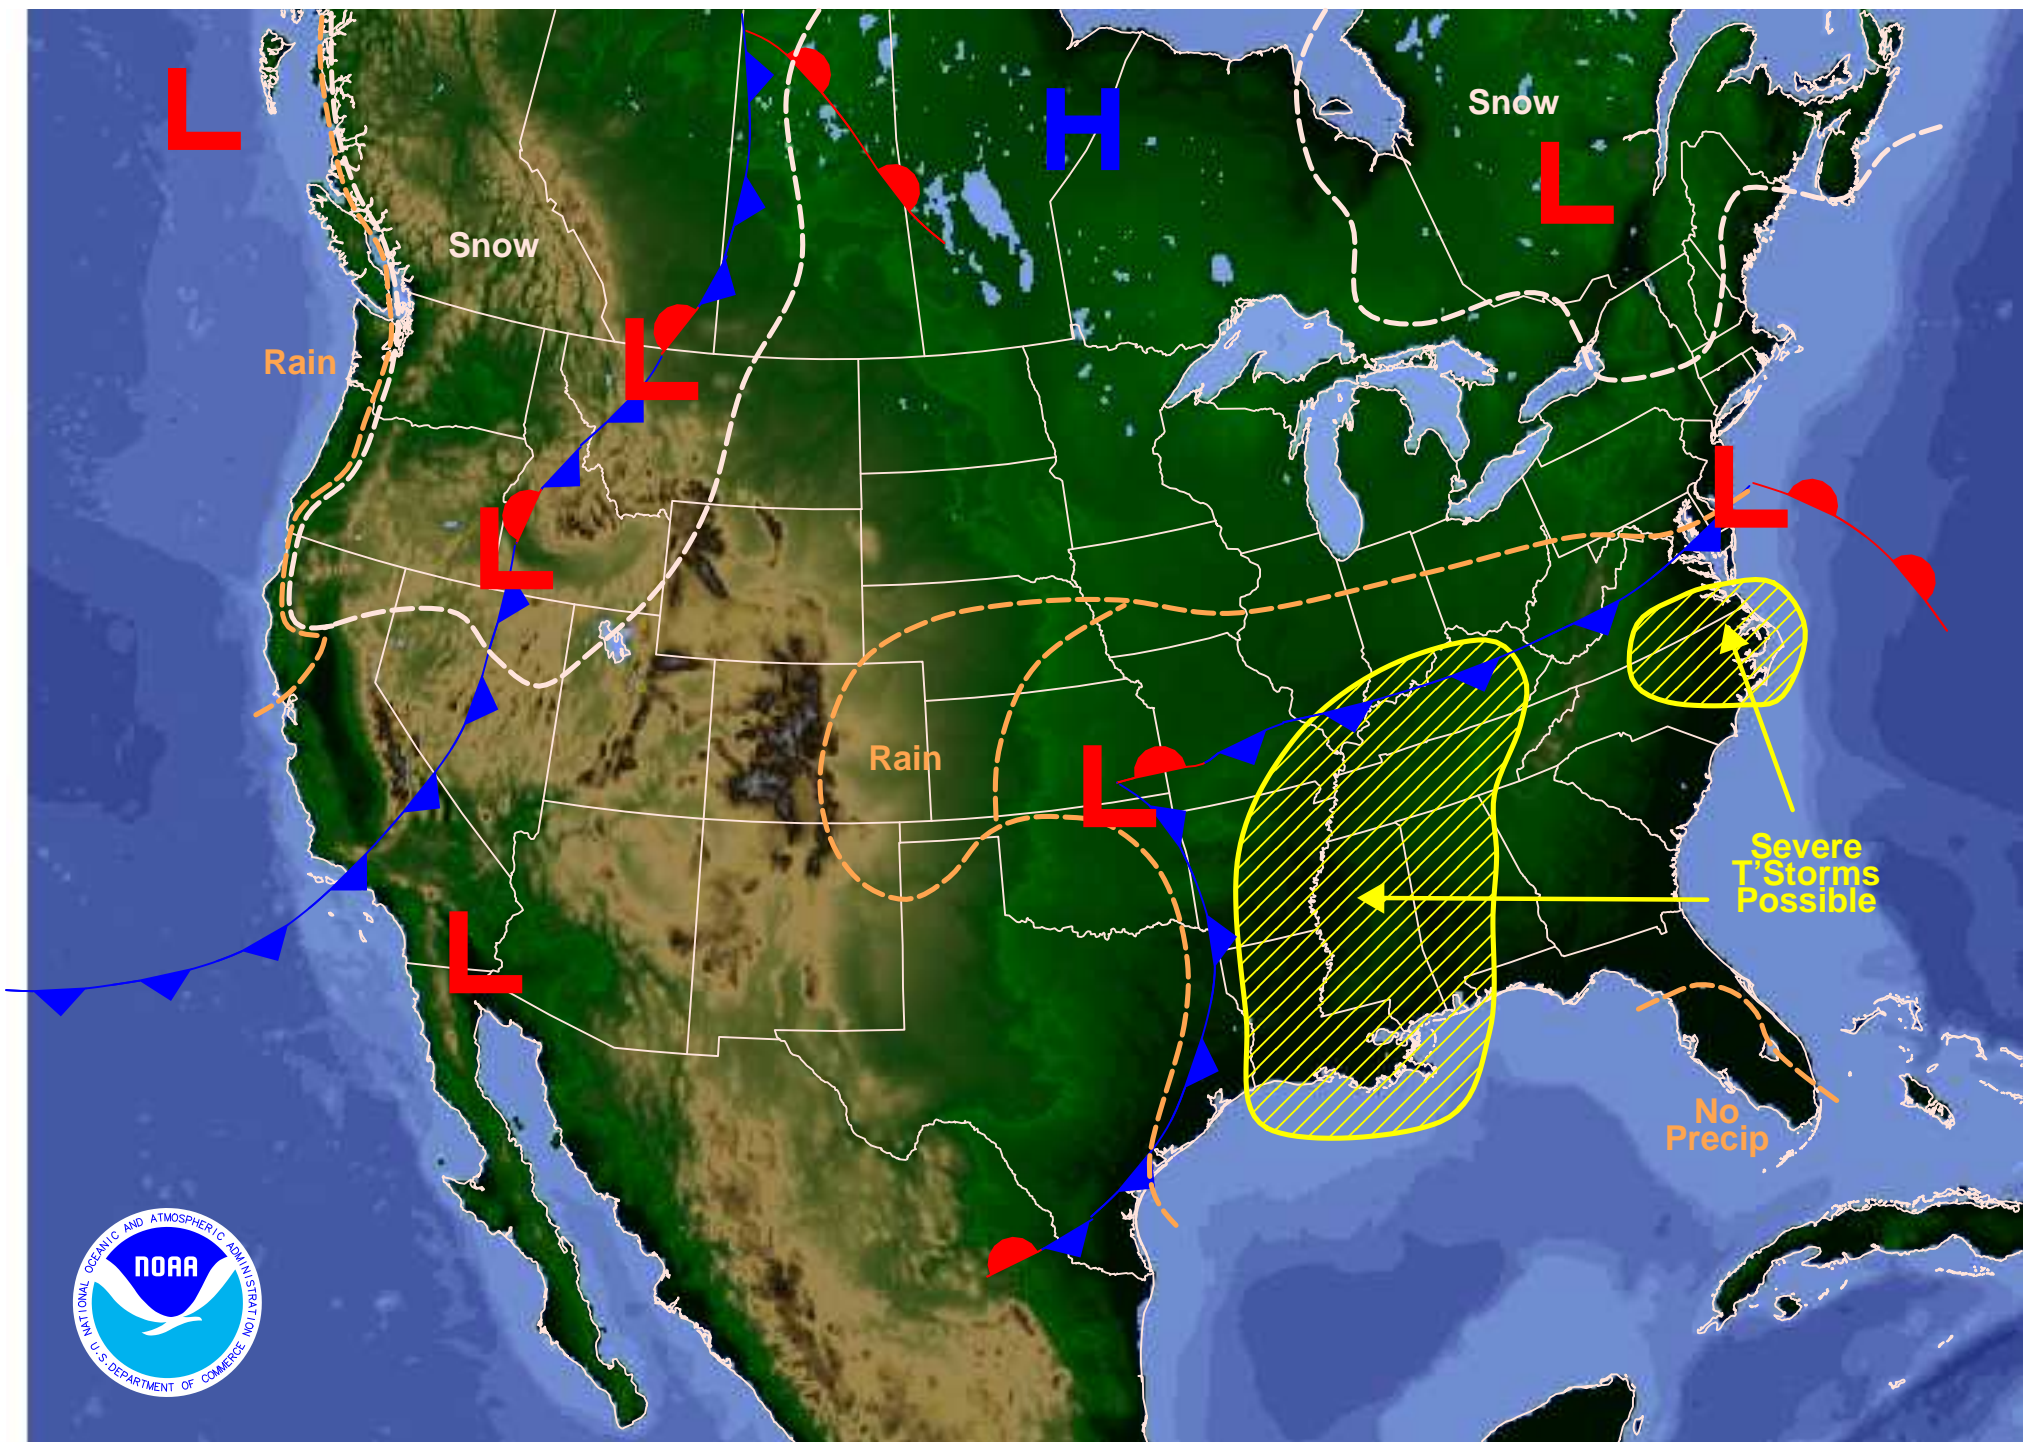 L
H
Snow
L
Snow
L
Rain
L
L
Rain
L
Severe
T'Storms
Possible
L
No
Precip
NATIONAL OCEANIC AND ATMOSPHERIC ADMINISTRATION
NOAA
U.S. DEPARTMENT OF COMMERCE